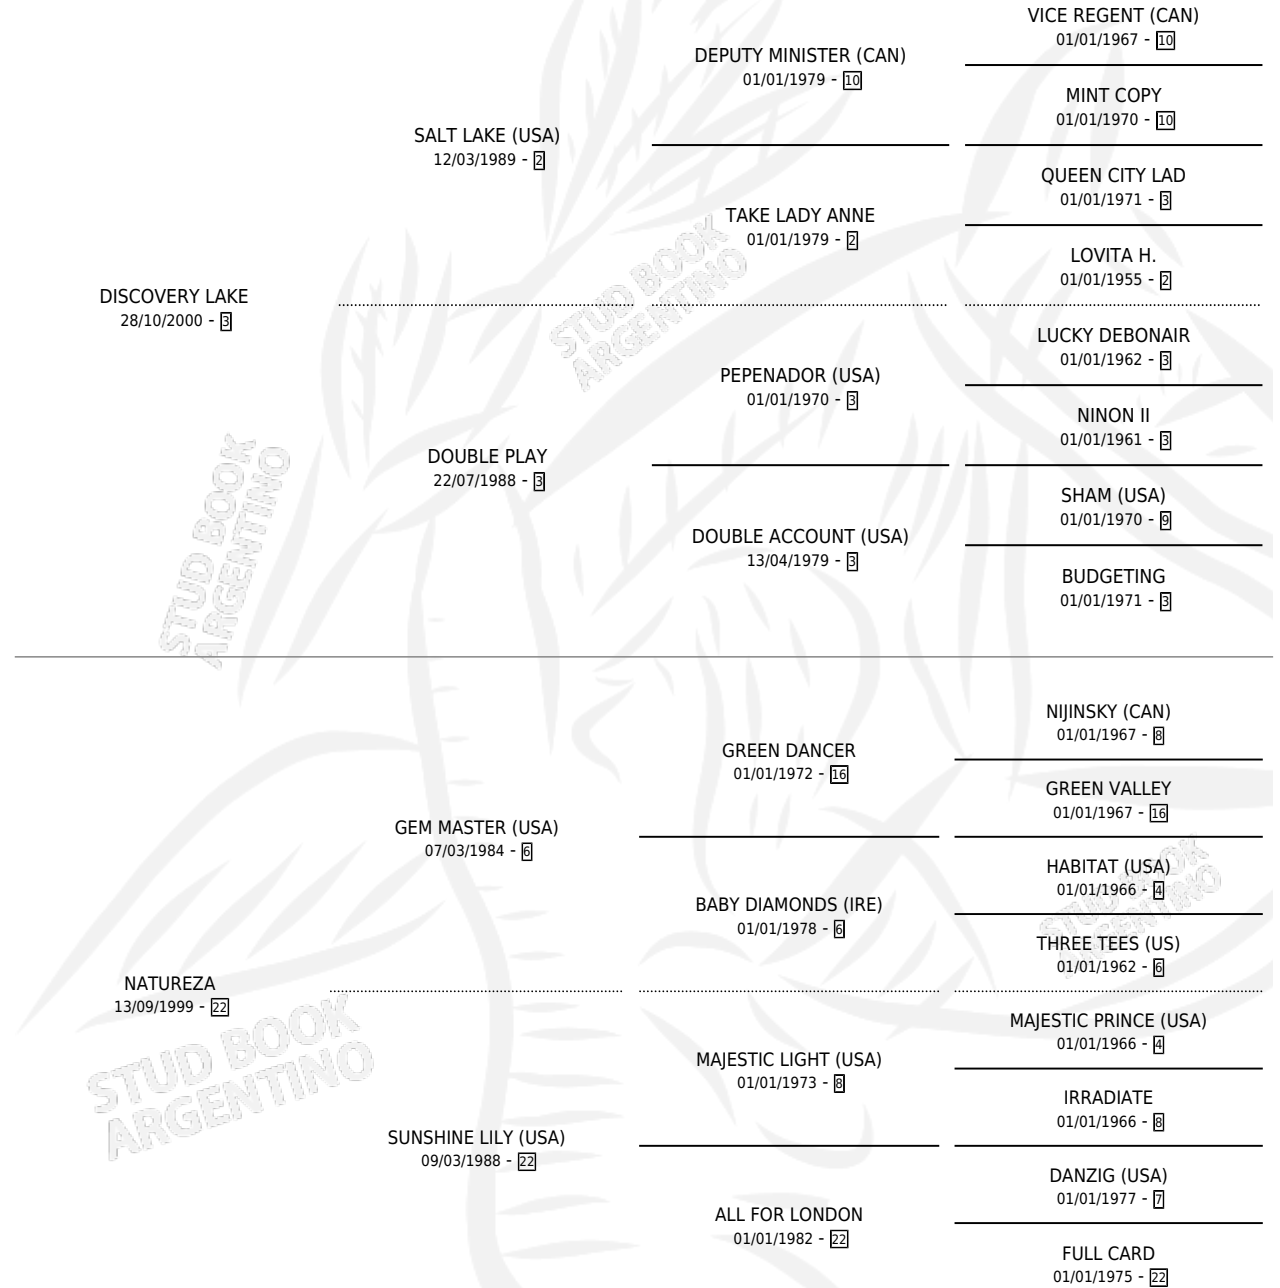 VICE REGENT (CAN)
01/01/1967 - 10
DEPUTY MINISTER (CAN)
01/01/1979 - 10
MINT COPY
01/01/1970 - 10
SALT LAKE (USA)
12/03/1989 - 2
QUEEN CITY LAD
01/01/1971 - 3
TAKE LADY ANNE
01/01/1979 - 2
LOVITA H.
01/01/1955 - 2
DISCOVERY LAKE
28/10/2000 - 3
STUD BOOK
ARGENTINO
LUCKY DEBONAIR
01/01/1962 - 3
PEPENADOR (USA)
01/01/1970 - 3
NINON II
01/01/1961 - 3
DOUBLE PLAY
22/07/1988 - 3
SHAM (USA)
01/01/1970 - 9
DOUBLE ACCOUNT (USA)
13/04/1979 - 3
BUDGETING
01/01/1971 - 3
STUD BOOK
ARGENTINO
NIJINSKY (CAN)
01/01/1967 - 8
GREEN DANCER
01/01/1972 - 16
GREEN VALLEY
01/01/1967 - 16
GEM MASTER (USA)
07/03/1984 - 6
HABITAT (USA)
01/01/1966 - 4
BABY DIAMONDS (IRE)
01/01/1978 - 6
THREE TEES (US)
01/01/1962 - 6
STUD BOOK
ARGENTINO
NATUREZA
13/09/1999 - 22
MAJESTIC PRINCE (USA)
01/01/1966 - 4
MAJESTIC LIGHT (USA)
01/01/1973 - 8
IRRADIATE
01/01/1966 - 8
STUD BOOK
ARGENTINO
SUNSHINE LILY (USA)
09/03/1988 - 22
DANZIG (USA)
01/01/1977 - 7
ALL FOR LONDON
01/01/1982 - 22
FULL CARD
01/01/1975 - 22